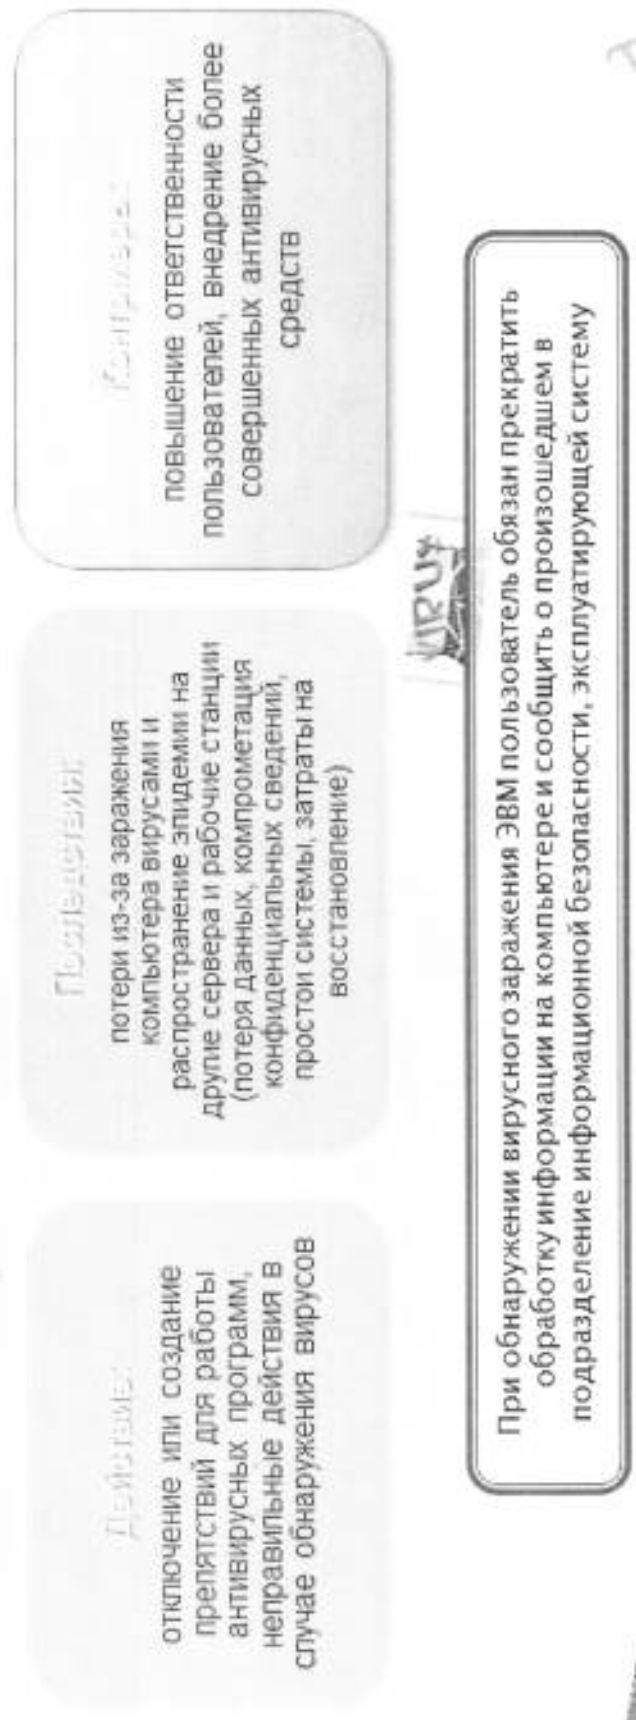 Действие:
отключение или создание
препятствий для работы
антивирусных программ,
неправильные действия в
случае обнаружения вирусов
Последствия:
потери из-за заражения
компьютера вирусами и
распространение эпидемии на
другие сервера и рабочие станции
(потеря данных, компрометация
конфиденциальных сведений,
простои системы, затраты на
восстановление)
Контрмеры:
повышение ответственности
пользователей, внедрение более
совершенных антивирусных
средств
VIRUS
При обнаружении вирусного заражения ЭВМ пользователь обязан прекратить
обработку информации на компьютере и сообщить о произошедшем в
подразделение информационной безопасности, эксплуатирующей систему